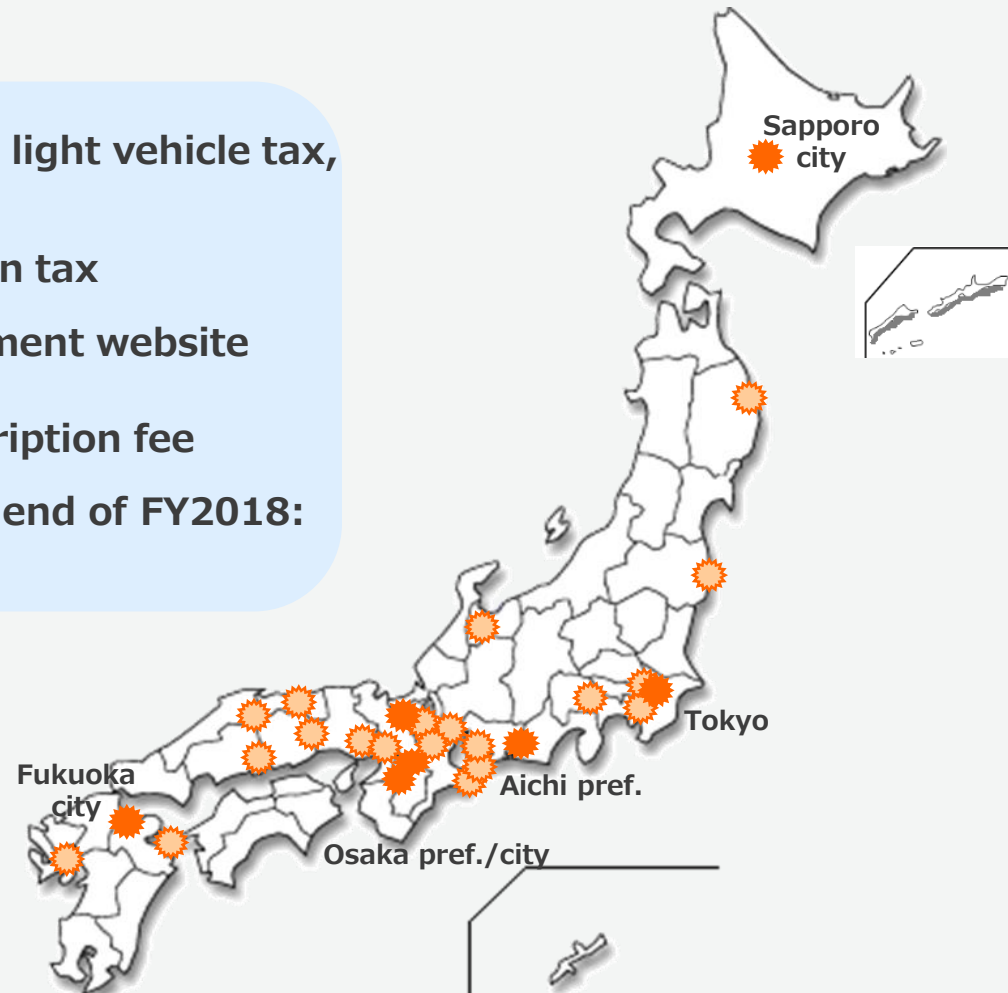 light vehicle tax,
n tax
ment website
ription fee
end of FY2018:
Sapporo
city
Tokyo
Aichi pref.
Fukuoka
city
Osaka pref./city